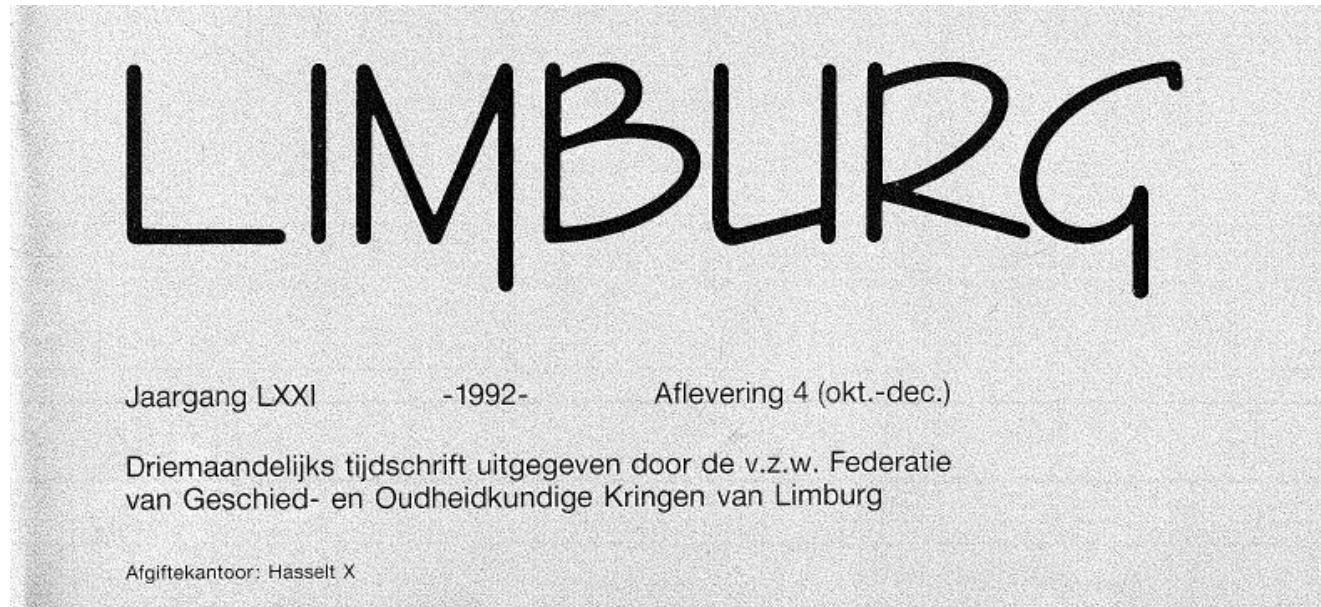 LIMBURG
Jaargang LXXI -1992- Aflevering 4 (okt.-dec.)
Driemaandelijks tijdschrift uitgegeven door de v.z.w. Federatie
van Geschied- en Oudheidkundige Kringen van Limburg
Afgiftekantoor: Hasselt X